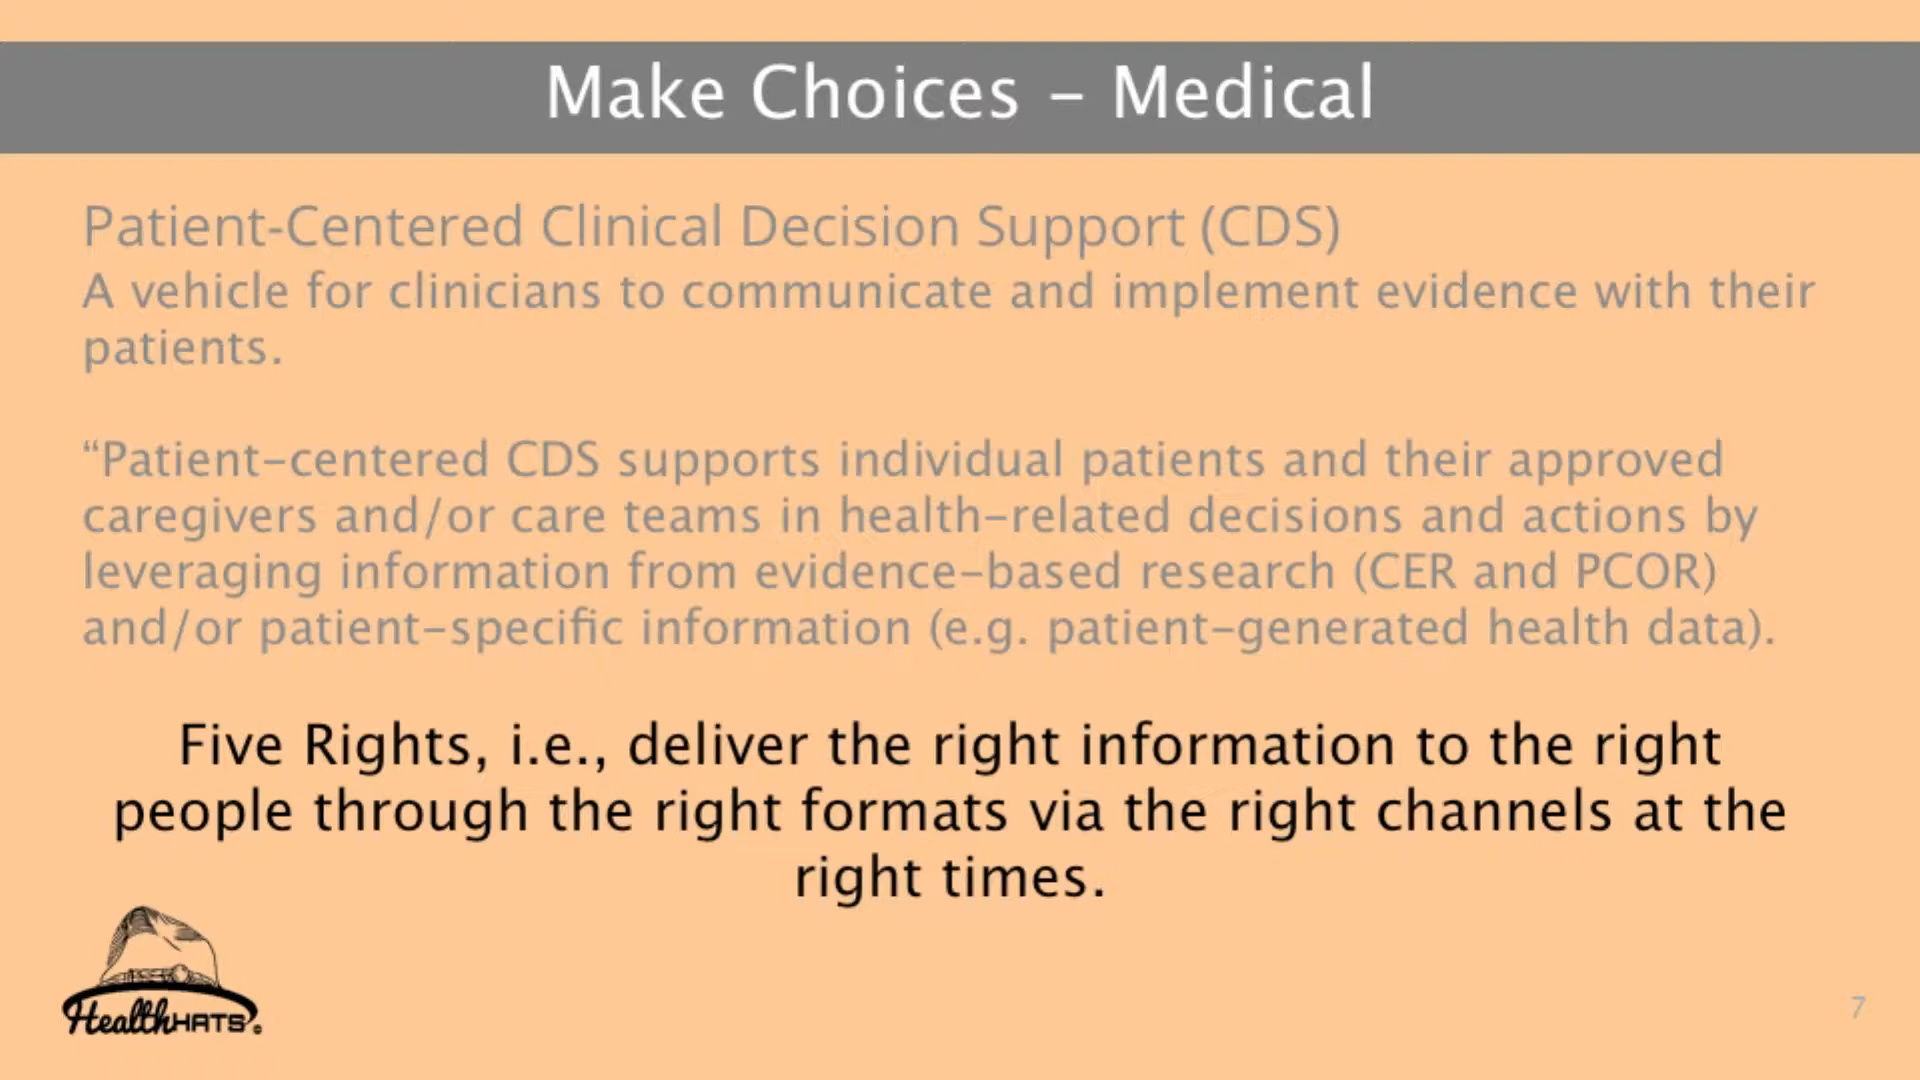 Make Choices – Medical
Patient-Centered Clinical Decision Support (CDS)
A vehicle for clinicians to communicate and implement evidence with their
patients.
“Patient-centered CDS supports individual patients and their approved
caregivers and/or care teams in health-related decisions and actions by
leveraging information from evidence-based research (CER and PCOR)
and/or patient-specific information (e.g. patient-generated health data).
Five Rights, i.e., deliver the right information to the right
people through the right formats via the right channels at the
right times.
HealthHATS
7